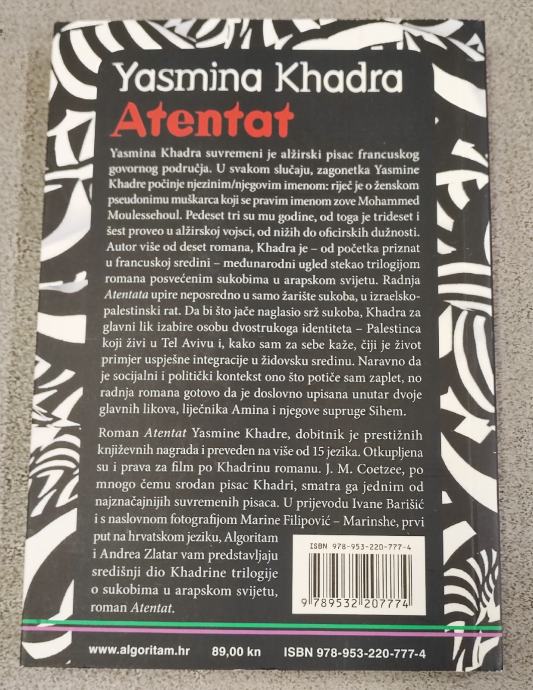 Yasmina Khadra
Atentat
Yasmina Khadra suvremeni je alžirski pisac francuskog
govornog područja. U svakom slučaju, zagonetka Yasmine
Khadre počinje njezinim/njegovim imenom: riječ je o ženskom
pseudonimu muškarca koji se pravim imenom zove Mohammed
Moulessehoul. Pedeset tri su mu godine, od toga je trideset i
šest proveo u alžirskoj vojsci, od nižih do oficirskih dužnosti.
Autor više od deset romana, Khadra je – od početka priznat
u francuskoj sredini – međunarodni ugled stekao trilogijom
romana posvećenim sukobima u arapskom svijetu. Radnja
Atentata upire neposredno u samo žarište sukoba, u izraelsko-
palestinski rat. Da bi što jače naglasio srž sukoba, Khadra za
glavni lik izabire osobu dvostrukoga identiteta – Palestinca
koji živi u Tel Avivu i, kako sam za sebe kaže, čiji je život
primjer uspješne integracije u židovsku sredinu. Naravno da
je socijalni i politički kontekst ono što potiče sam zaplet, no
radnja romana gotovo da je doslovno upisana unutar dvoje
glavnih likova, liječnika Amina i njegove supruge Sihem.
Roman Atentat Yasmine Khadre, dobitnik je prestižnih
književnih nagrada i preveden na više od 15 jezika. Otkupljena
su i prava za film po Khadrinu romanu. J. M. Coetzee, po
mnogo čemu srodan pisac Khadri, smatra ga jednim od
najznačajnijih suvremenih pisaca. U prijevodu Ivane Barišić
i s naslovnom fotografijom Marine Filipović – Marinshe, prvi
put na hrvatskom jeziku, Algoritam
i Andrea Zlatar vam predstavljaju
središnji dio Khadrine trilogije
o sukobima u arapskom svijetu,
roman Atentat.
ISBN 978-953-220-777-4
9 789532 207774
www.algoritam.hr 89,00 kn ISBN 978-953-220-777-4